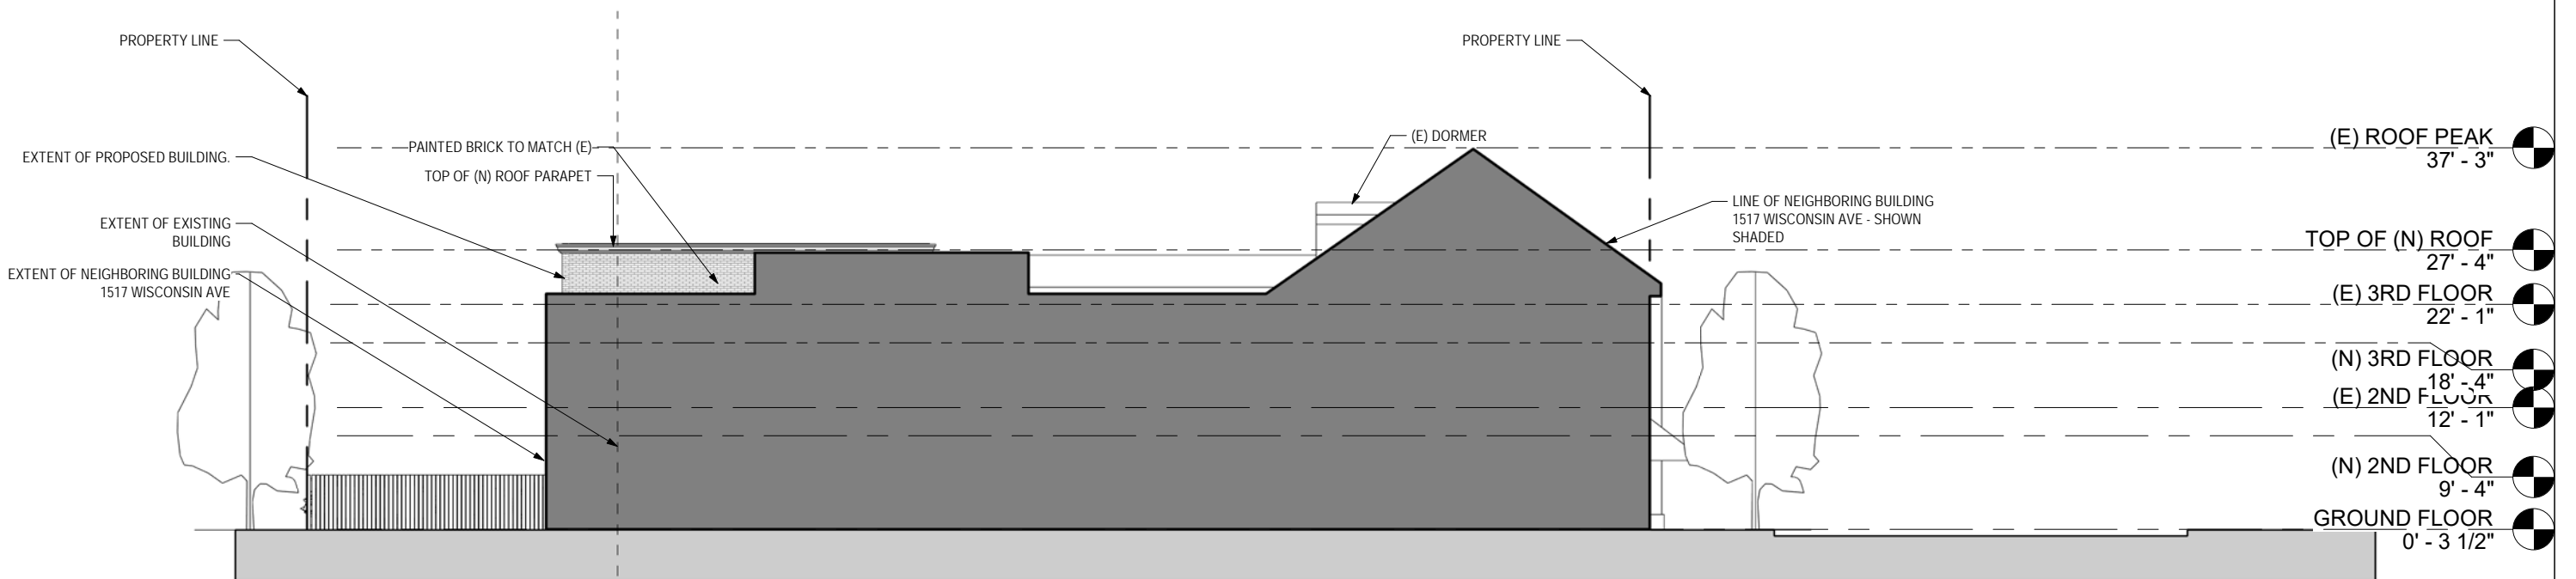 PROPERTY LINE
PROPERTY LINE
(E) DORMER
(E) ROOF PEAK
37' - 3"
PAINTED BRICK TO MATCH (E)
EXTENT OF PROPOSED BUILDING.
TOP OF (N) ROOF PARAPET
LINE OF NEIGHBORING BUILDING
1517 WISCONSIN AVE - SHOWN
SHADED
EXTENT OF EXISTING
BUILDING
TOP OF (N) ROOF
27' - 4"
EXTENT OF NEIGHBORING BUILDING
1517 WISCONSIN AVE
(E) 3RD FLOOR
22' - 1"
(N) 3RD FLOOR
18' - 4"
(E) 2ND FLOOR
12' - 1"
(N) 2ND FLOOR
9' - 4"
GROUND FLOOR
0' - 3 1/2"